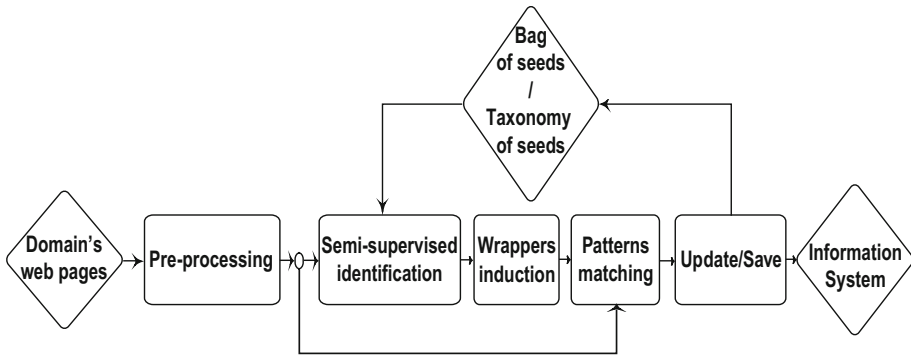 Bag
of seeds
/
Taxonomy
of seeds
Domain's
web pages
Pre-processing
Semi-supervised
identification
Wrappers
induction
Patterns
matching
Update/Save
Information
System